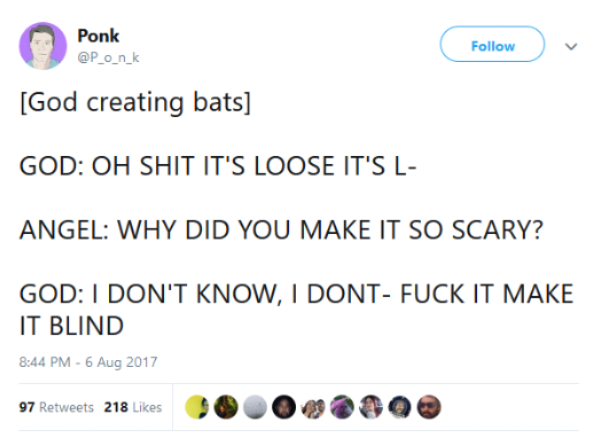 Ponk
@P_o_n_k
Follow
[God creating bats]
GOD: OH SHIT IT'S LOOSE IT'S L-
ANGEL: WHY DID YOU MAKE IT SO SCARY?
GOD: I DON'T KNOW, I DONT- FUCK IT MAKE
IT BLIND
8:44 PM - 6 Aug 2017
97 Retweets 218 Likes